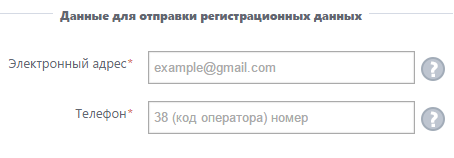 Данные для отправки регистрационных данных
Электронный адрес* example@gmail.com ?
Телефон* 38 (код оператора) номер ?